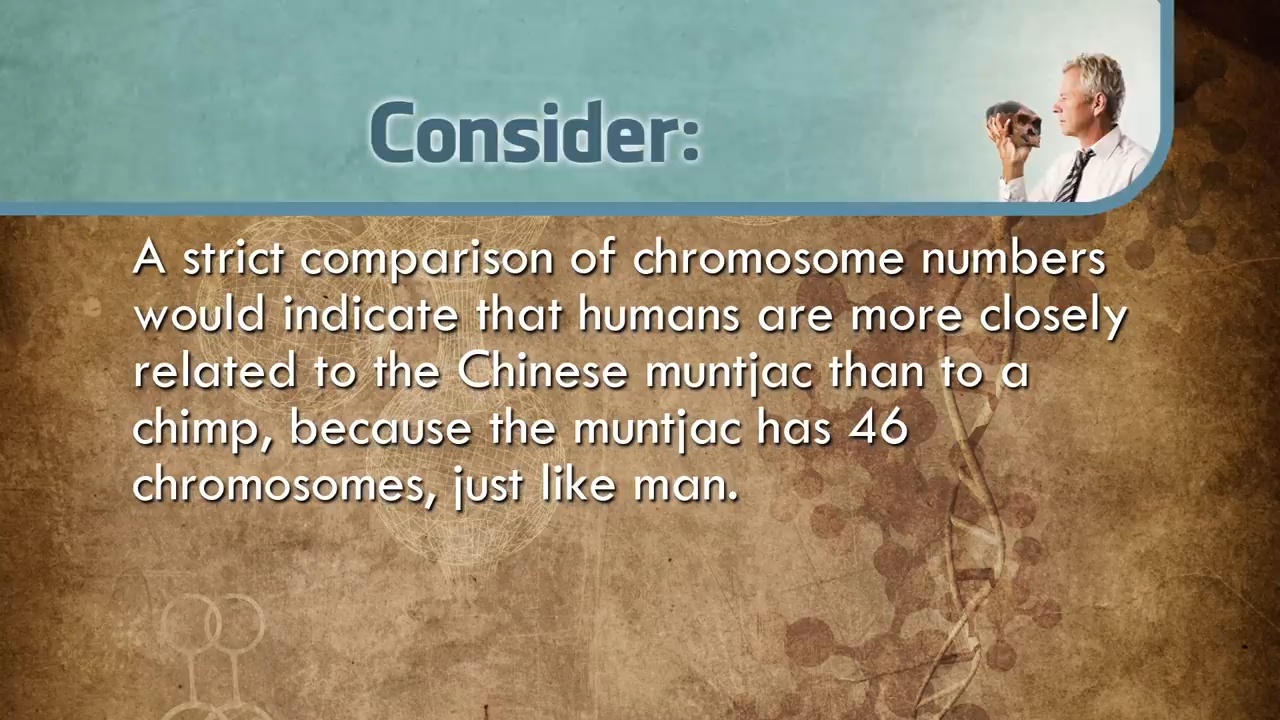 Consider:
A strict comparison of chromosome numbers
would indicate that humans are more closely
related to the Chinese muntjac than to a
chimp, because the muntjac has 46
chromosomes, just like man.